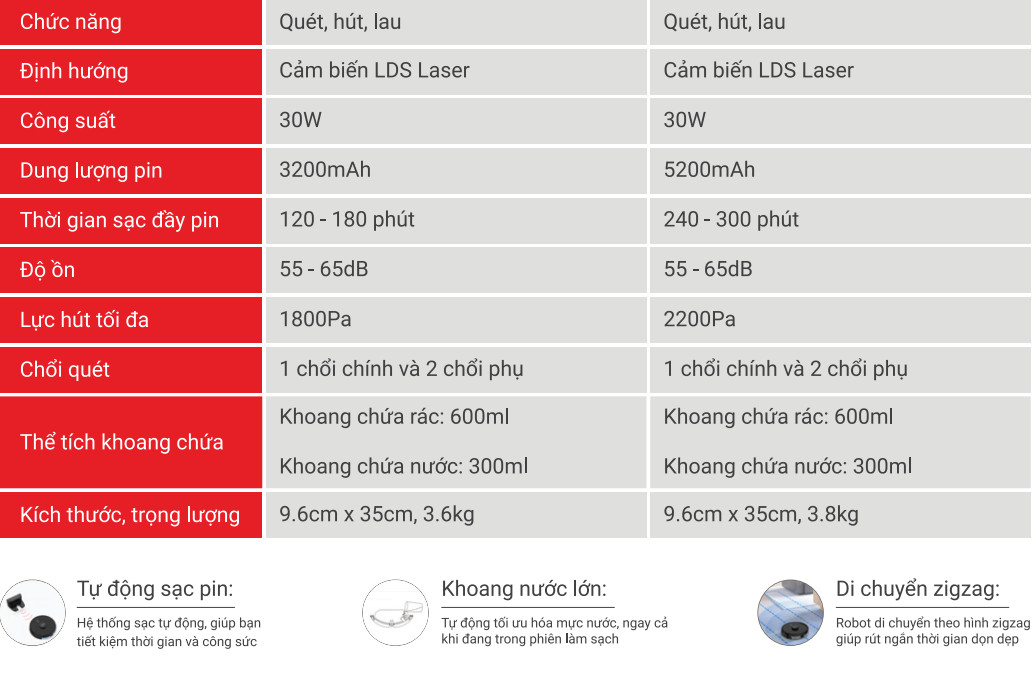 Chức năng Quét, hút, lau Quét, hút, lau
Định hướng Cảm biến LDS Laser Cảm biến LDS Laser
Công suất 30W 30W
Dung lượng pin 3200mAh 5200mAh
Thời gian sạc đầy pin 120 - 180 phút 240 - 300 phút
Độ ồn 55 - 65dB 55 - 65dB
Lực hút tối đa 1800Pa 2200Pa
Chổi quét 1 chổi chính và 2 chổi phụ 1 chổi chính và 2 chổi phụ
Thể tích khoang chứa
Khoang chứa rác: 600ml Khoang chứa rác: 600ml
Khoang chứa nước: 300ml Khoang chứa nước: 300ml
Kích thước, trọng lượng 9.6cm x 35cm, 3.6kg 9.6cm x 35cm, 3.8kg
Tự động sạc pin:
Hệ thống sạc tự động, giúp bạn
tiết kiệm thời gian và công sức
Khoang nước lớn:
Tự động tối ưu hóa mực nước, ngay cả
khi đang trong phiên làm sạch
Di chuyển zigzag:
Robot di chuyển theo hình zigzag
giúp rút ngắn thời gian dọn dẹp